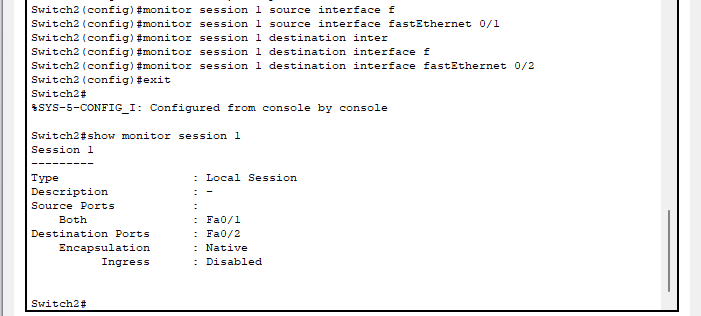 Switch2(config)#monitor session 1 source interface f
Switch2(config)#monitor session 1 source interface fastEthernet 0/1
Switch2(config)#monitor session 1 destination inter
Switch2(config)#monitor session 1 destination interface f
Switch2(config)#monitor session 1 destination interface fastEthernet 0/2
Switch2(config)#exit
Switch2#
%SYS-5-CONFIG_I: Configured from console by console
Switch2#show monitor session 1
Session 1
---------
Type : Local Session
Description : -
Source Ports :
Both : Fa0/1
Destination Ports : Fa0/2
Encapsulation : Native
Ingress : Disabled
Switch2#